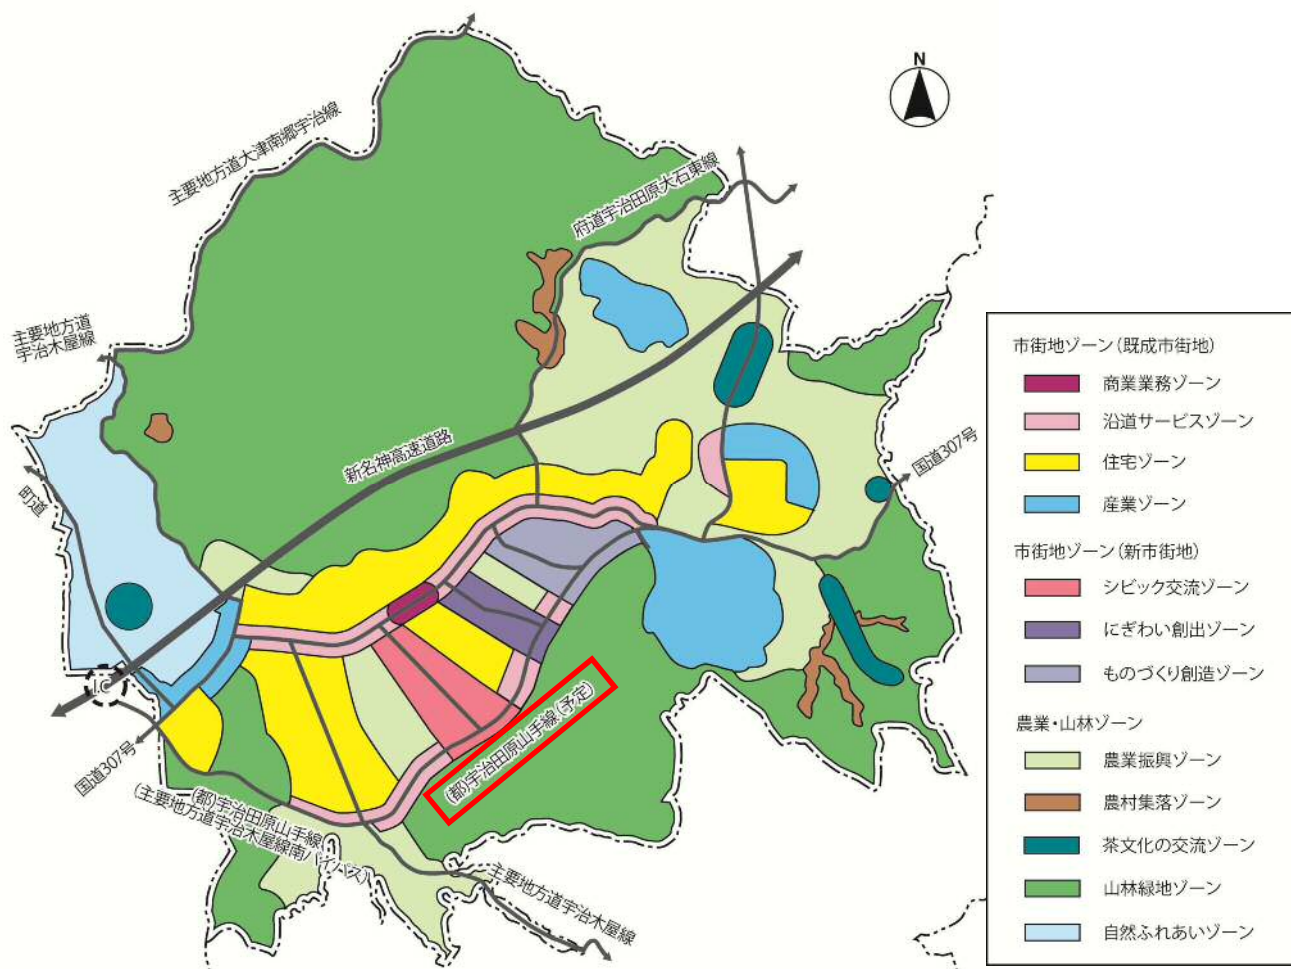 N
主要地方道大津南郷宇治線
府道宇治田原大石東線
主要地方道
宇治木屋線
新名神高速道路
町道
国道307号
IC
国道307号
(都)宇治田原山手線(予定)
(都)宇治田原山手線
(主要地方道宇治木屋線南バイパス)
主要地方道宇治木屋線
市街地ゾーン(既成市街地)
商業業務ゾーン
沿道サービスゾーン
住宅ゾーン
産業ゾーン
市街地ゾーン(新市街地)
シビック交流ゾーン
にぎわい創出ゾーン
ものづくり創造ゾーン
農業・山林ゾーン
農業振興ゾーン
農村集落ゾーン
茶文化の交流ゾーン
山林緑地ゾーン
自然ふれあいゾーン